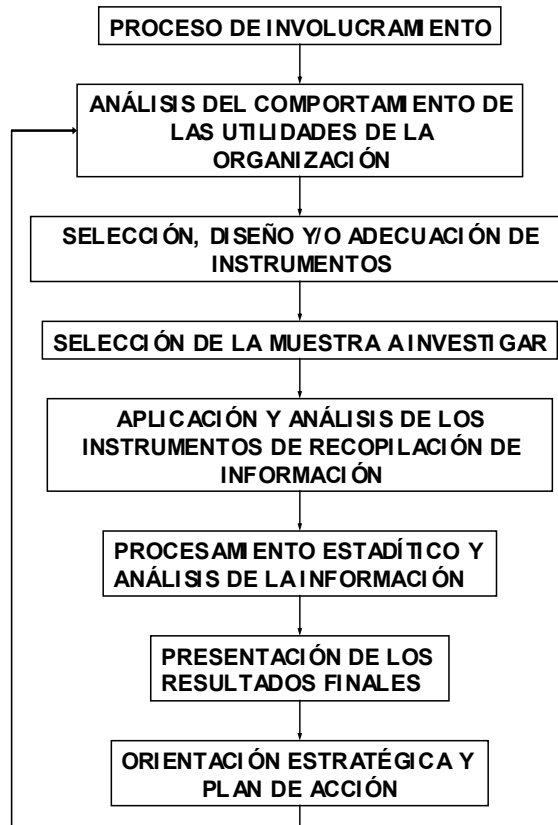 PROCESO DE INVOLUCRAMIENTO
ANÁLISIS DEL COMPORTAMIENTO DE
LAS UTILIDADES DE LA
ORGANIZACIÓN
SELECCIÓN, DISEÑO Y/O ADECUACIÓN DE
INSTRUMENTOS
SELECCIÓN DE LA MUESTRA A INVESTIGAR
APLICACIÓN Y ANÁLISIS DE LOS
INSTRUMENTOS DE RECOPILACIÓN DE
INFORMACIÓN
PROCESAMIENTO ESTADÍTICO Y
ANÁLISIS DE LA INFORMACIÓN
PRESENTACIÓN DE LOS
RESULTADOS FINALES
ORIENTACIÓN ESTRATÉGICA Y
PLAN DE ACCIÓN